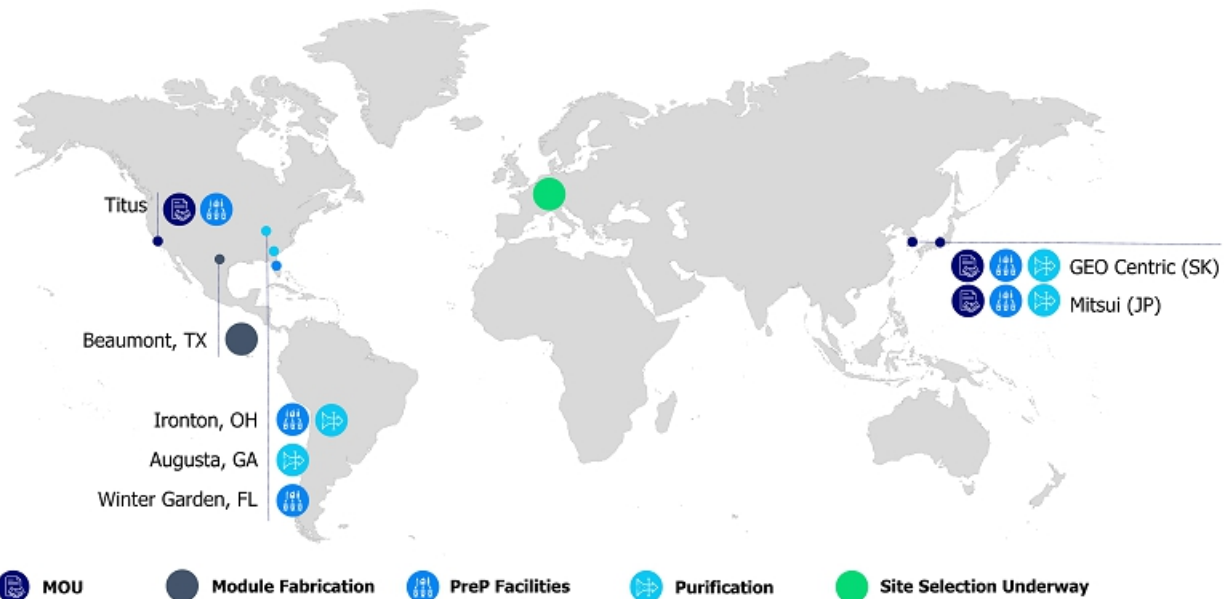 Titus
GEO Centric (SK)
Mitsui (JP)
Beaumont, TX
Ironton, OH
Augusta, GA
Winter Garden, FL
MOU
Module Fabrication
PreP Facilities
Purification
Site Selection Underway